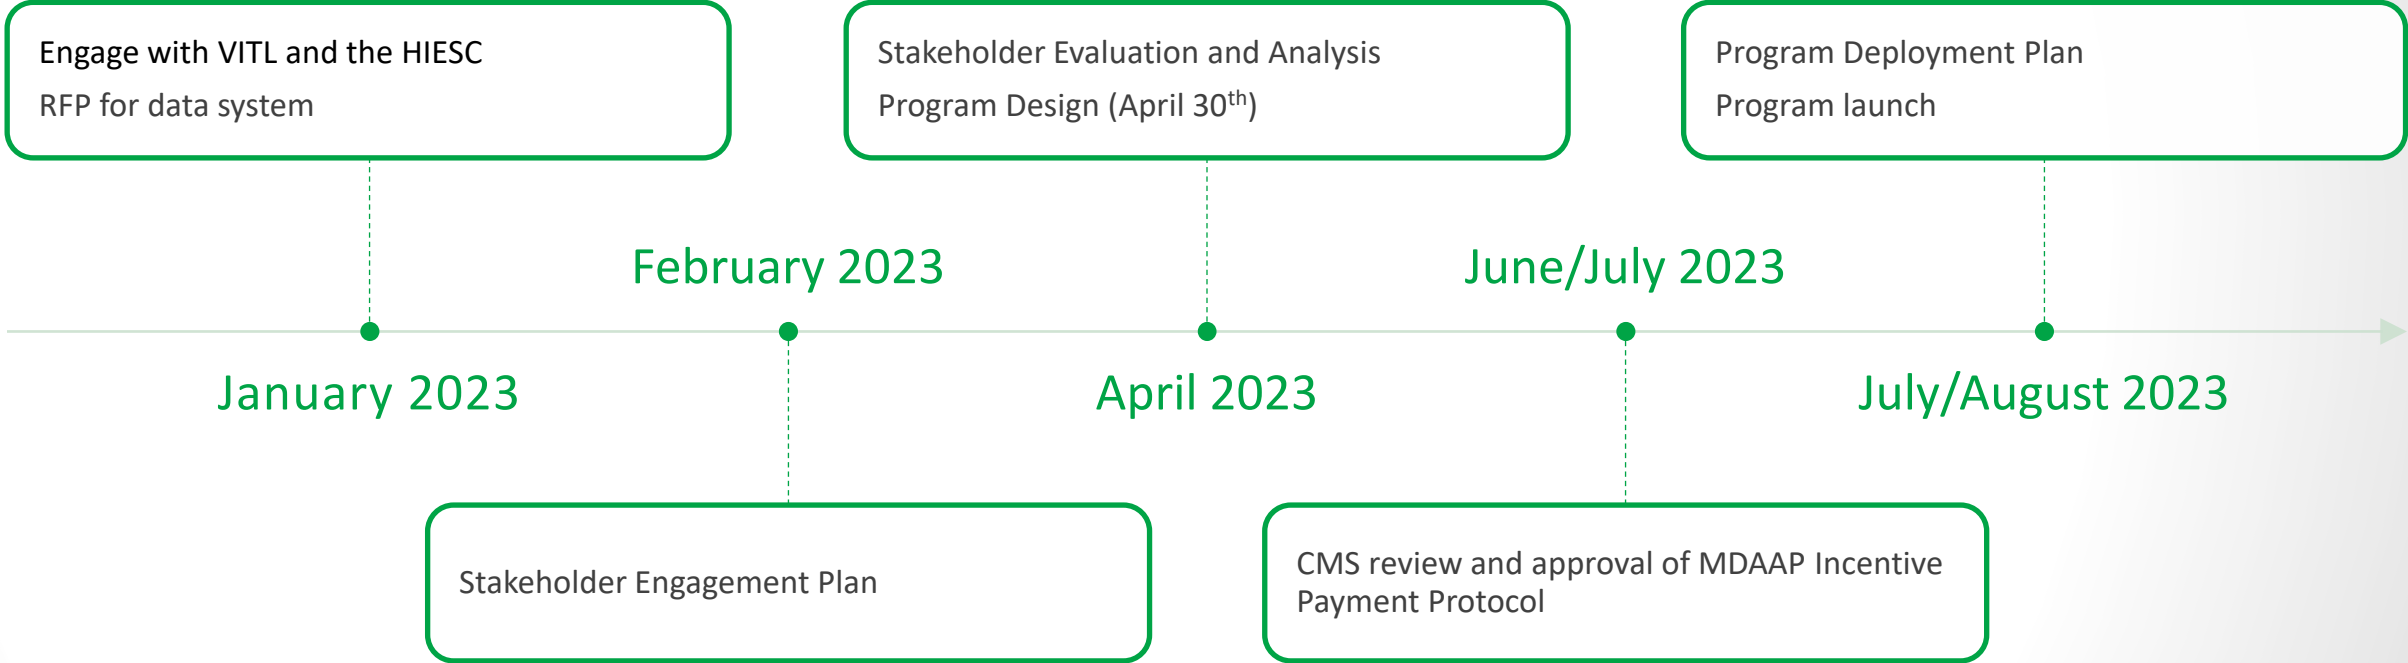 Engage with VITL and the HIESC
RFP for data system
Stakeholder Evaluation and Analysis
Program Design (April 30th)
Program Deployment Plan
Program launch
February 2023
June/July 2023
January 2023
April 2023
July/August 2023
Stakeholder Engagement Plan
CMS review and approval of MDAAP Incentive
Payment Protocol